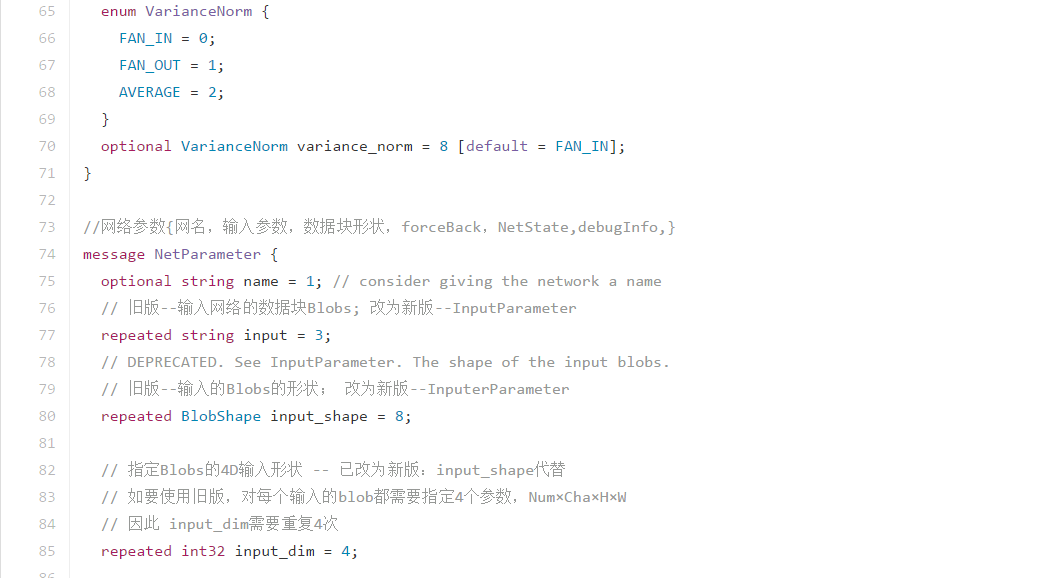 65 enum VarianceNorm {
66 FAN_IN = 0;
67 FAN_OUT = 1;
68 AVERAGE = 2;
69 }
70 optional VarianceNorm variance_norm = 8 [default = FAN_IN];
71 }
72
73 //网络参数{网名，输入参数，数据块形状，forceBack，NetState,debugInfo,}
74 message NetParameter {
75 optional string name = 1; // consider giving the network a name
76 // 旧版--输入网络的数据块Blobs; 改为新版--InputParameter
77 repeated string input = 3;
78 // DEPRECATED. See InputParameter. The shape of the input blobs.
79 // 旧版--输入的Blobs的形状； 改为新版--InputerParameter
80 repeated BlobShape input_shape = 8;
81
82 // 指定Blobs的4D输入形状 -- 已改为新版：input_shape代替
83 // 如要使用旧版，对每个输入的blob都需要指定4个参数，Num×Cha×H×W
84 // 因此 input_dim需要重复4次
85 repeated int32 input_dim = 4;
86